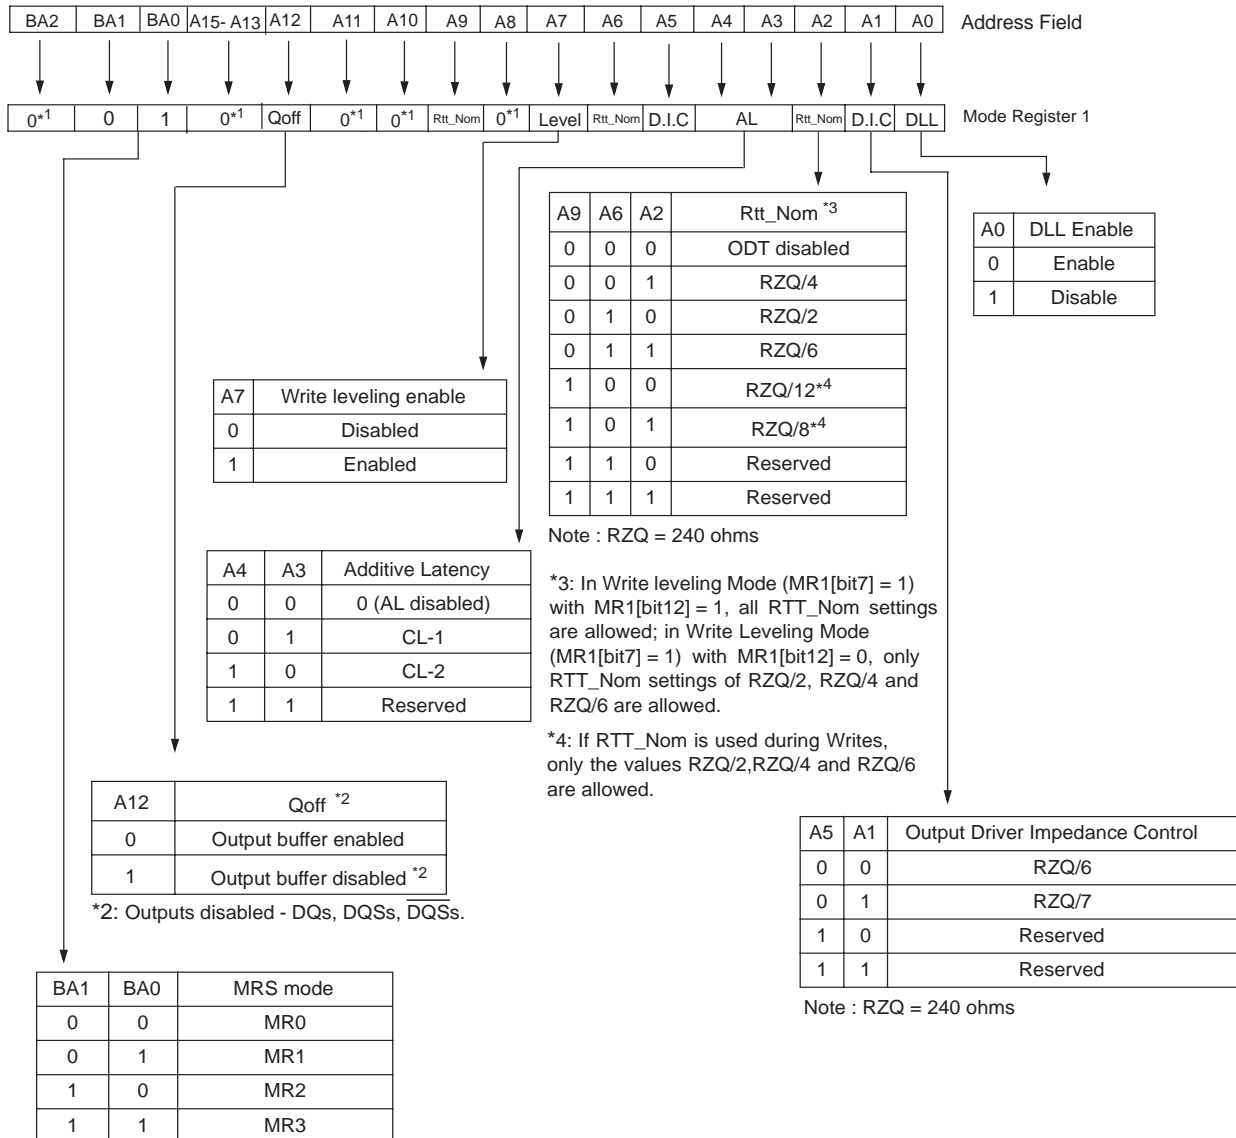 BA2 BA1 BA0 A15- A13 A12 A11 A10 A9 A8 A7 A6 A5 A4 A3 A2 A1 A0 Address Field
0*1 0 1 0*1 Qoff 0*1 0*1 Rtt_Nom 0*1 Level Rtt_Nom D.I.C AL Rtt_Nom D.I.C DLL Mode Register 1
A9 A6 A2 Rtt_Nom *3
0 0 0 ODT disabled
0 0 1 RZQ/4
0 1 0 RZQ/2
0 1 1 RZQ/6
1 0 0 RZQ/12*4
1 0 1 RZQ/8*4
1 1 0 Reserved
1 1 1 Reserved
Note : RZQ = 240 ohms
*3: In Write leveling Mode (MR1[bit7] = 1)
with MR1[bit12] = 1, all RTT_Nom settings
are allowed; in Write Leveling Mode
(MR1[bit7] = 1) with MR1[bit12] = 0, only
RTT_Nom settings of RZQ/2, RZQ/4 and
RZQ/6 are allowed.
*4: If RTT_Nom is used during Writes,
only the values RZQ/2,RZQ/4 and RZQ/6
are allowed.
A0 DLL Enable
0 Enable
1 Disable
A7 Write leveling enable
0 Disabled
1 Enabled
A4 A3 Additive Latency
0 0 0 (AL disabled)
0 1 CL-1
1 0 CL-2
1 1 Reserved
A12 Qoff *2
0 Output buffer enabled
1 Output buffer disabled *2
*2: Outputs disabled - DQs, DQSs, D̅Q̅S̅s.
A5 A1 Output Driver Impedance Control
0 0 RZQ/6
0 1 RZQ/7
1 0 Reserved
1 1 Reserved
Note : RZQ = 240 ohms
BA1 BA0 MRS mode
0 0 MR0
0 1 MR1
1 0 MR2
1 1 MR3